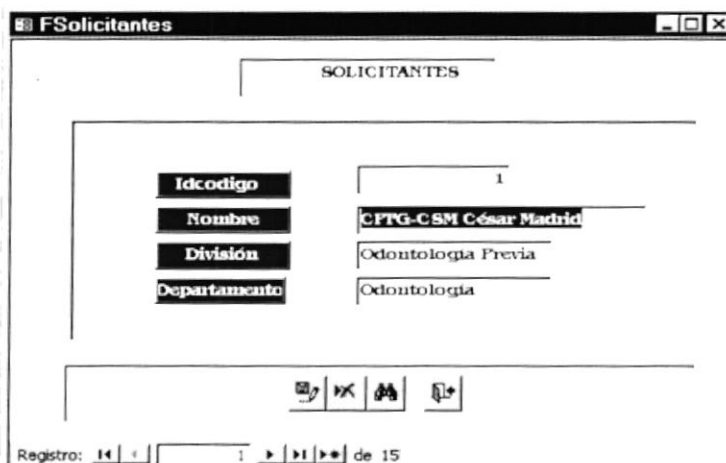 FSolicitantes
SOLICITANTES
Idcodigo 1
Nombre CPTG-CSM César Madrid
División Odontologia Previa
Departamento Odontologia
Registro: 1 de 15